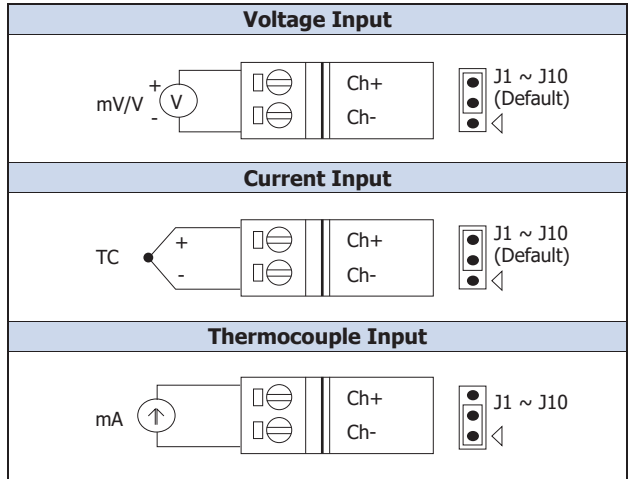 Voltage Input
mV/V
+
V
-
Ch+
Ch-
J1 ~ J10
(Default)
Current Input
TC
+
-
Ch+
Ch-
J1 ~ J10
(Default)
Thermocouple Input
mA
Ch+
Ch-
J1 ~ J10